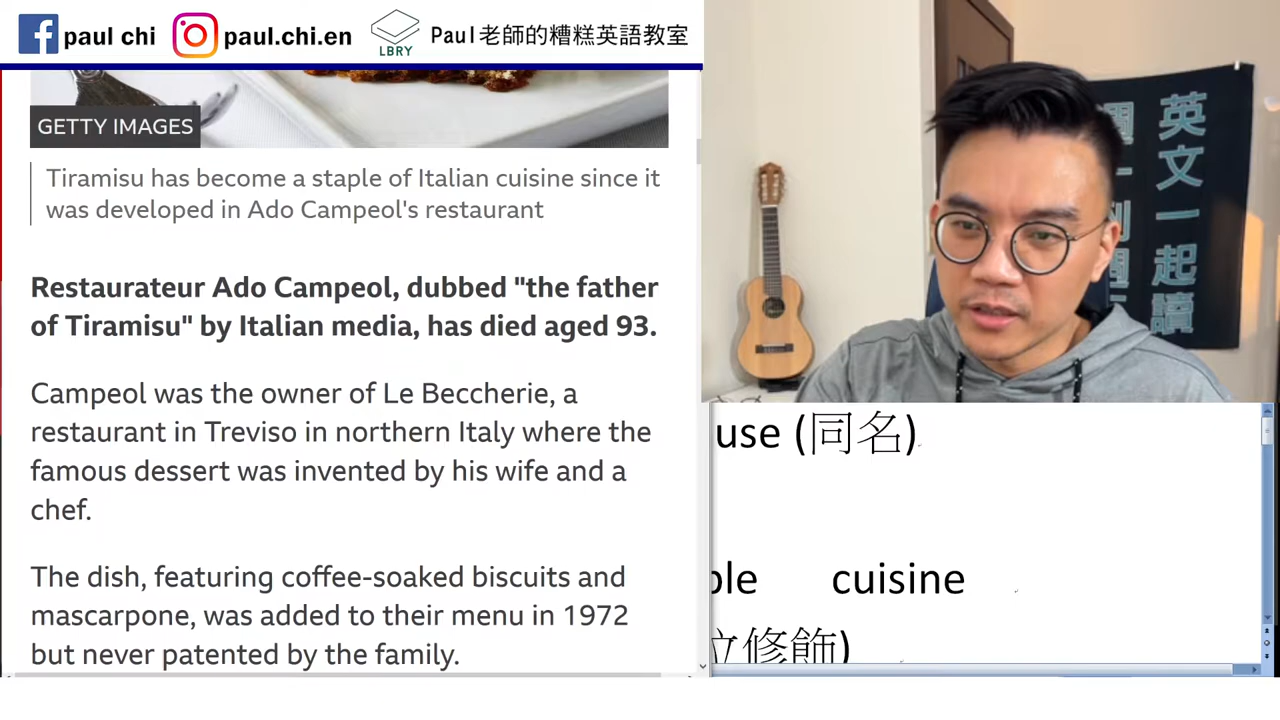 paul chi paul.chi.en LBRY Paul老師的糟糕英語教室
GETTY IMAGES
Tiramisu has become a staple of Italian cuisine since it
was developed in Ado Campeol's restaurant
Restaurateur Ado Campeol, dubbed "the father
of Tiramisu" by Italian media, has died aged 93.
Campeol was the owner of Le Beccherie, a
restaurant in Treviso in northern Italy where the
famous dessert was invented by his wife and a
chef.
The dish, featuring coffee-soaked biscuits and
mascarpone, was added to their menu in 1972
but never patented by the family.
英文一起讀
use (同名)
cuisine
修飾)